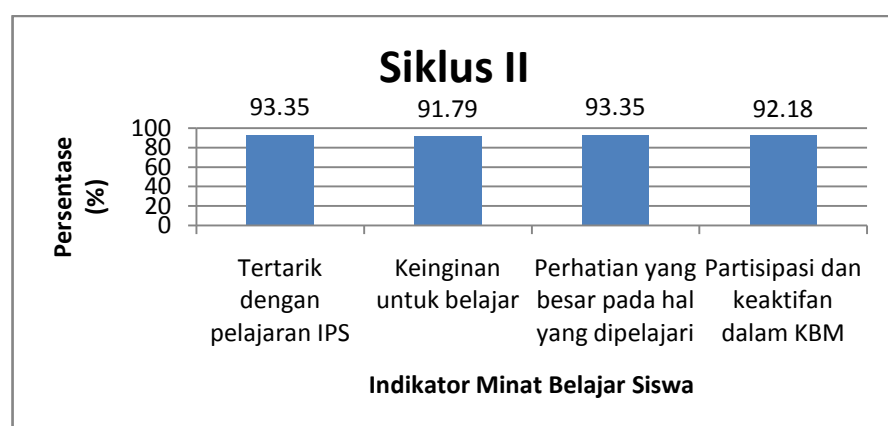 Siklus II
93.35 91.79 93.35 92.18
Persentase
(%)
100
80
60
40
20
0
Tertarik
dengan
pelajaran IPS
Keinginan
untuk belajar
Perhatian yang
besar pada hal
yang dipelajari
Partisipasi dan
keaktifan
dalam KBM
Indikator Minat Belajar Siswa